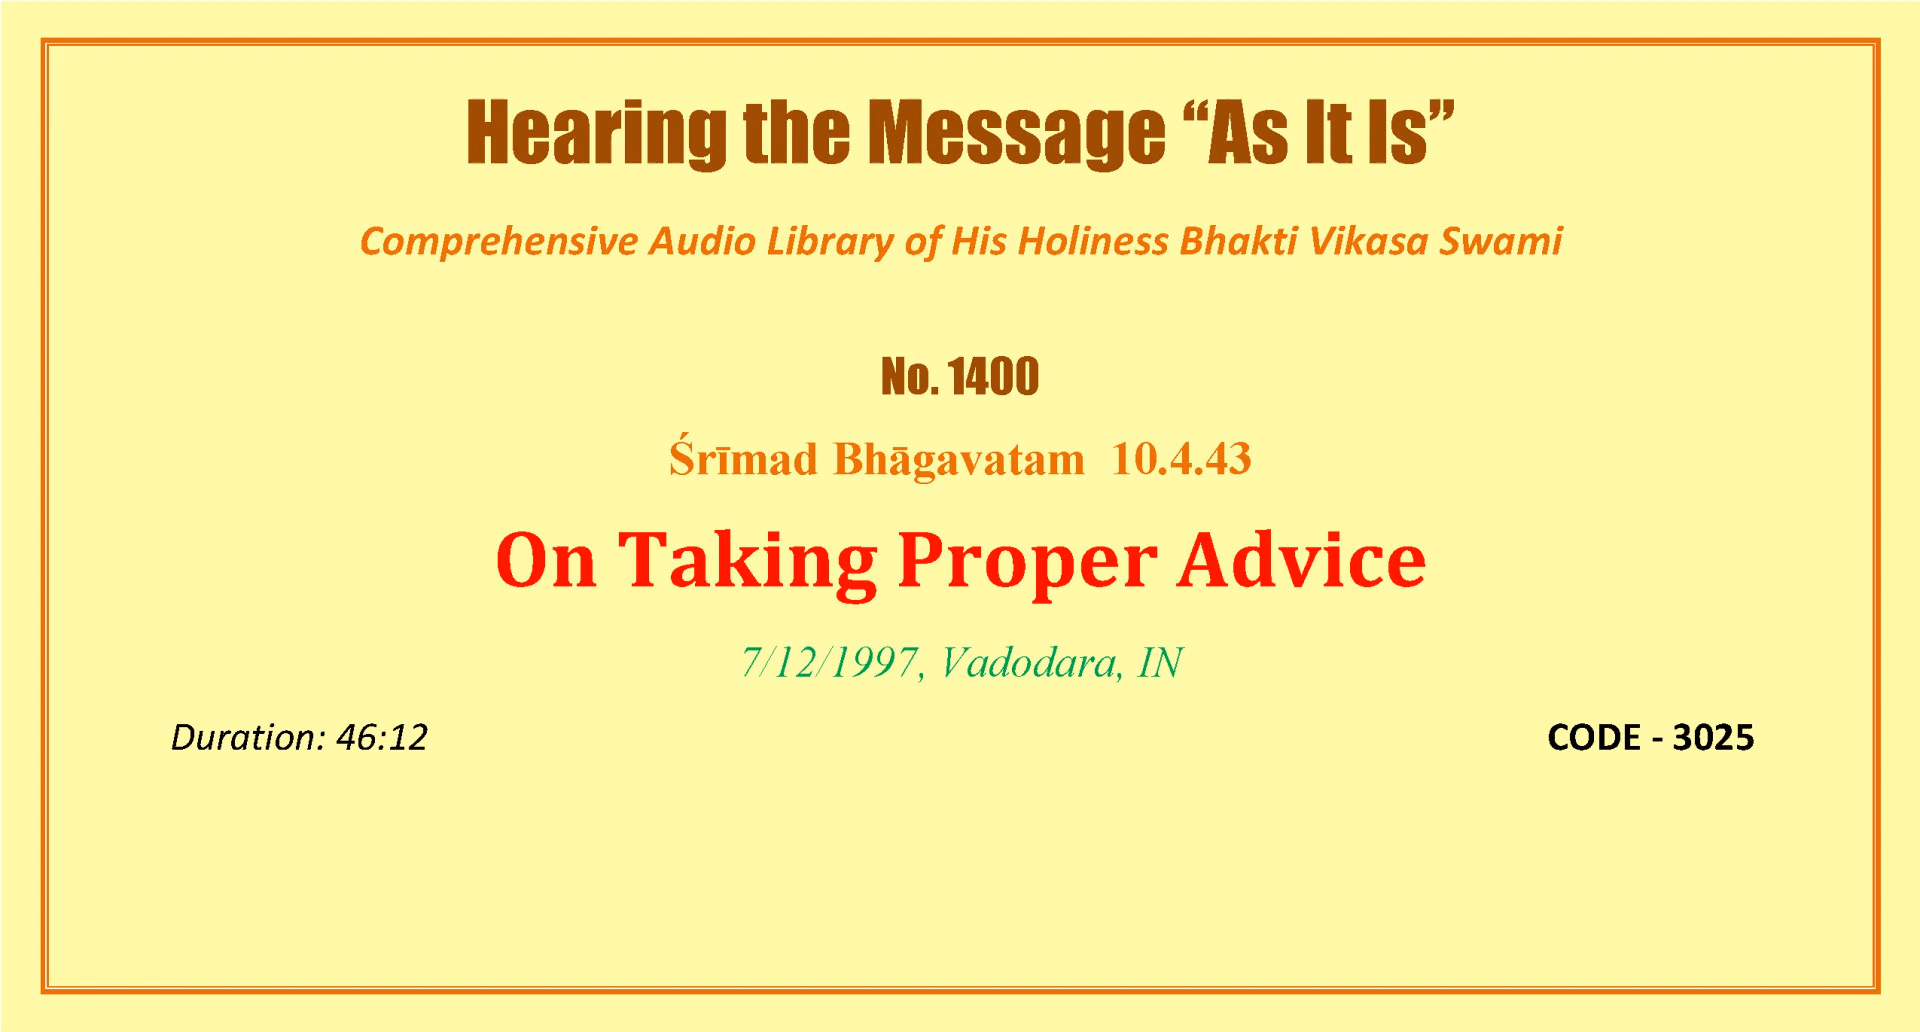 Hearing the Message “As It Is”
Comprehensive Audio Library of His Holiness Bhakti Vikasa Swami
No. 1400
Śrīmad Bhāgavatam 10.4.43
On Taking Proper Advice
7/12/1997, Vadodara, IN
Duration: 46:12
CODE - 3025